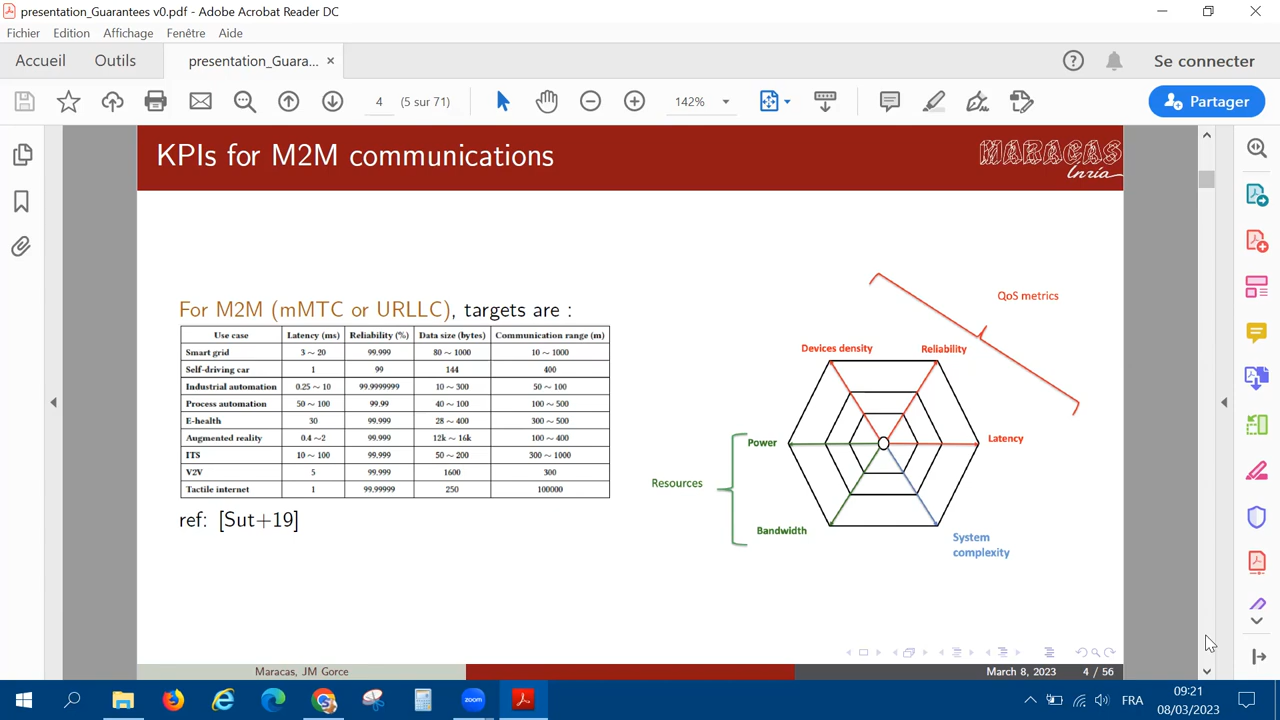 presentation_Guarantees v0.pdf - Adobe Acrobat Reader DC
Fichier Edition Affichage Fenêtre Aide
Accueil Outils presentation_Guara... × Se connecter
4 (5 sur 71) 142% Partager
KPIs for M2M communications
MARACAS
Inria
QoS metrics
For M2M (mMTC or URLLC), targets are :
Use case Latency (ms) Reliability (%) Data size (bytes) Communication range (m)
Smart grid 3 ~ 20 99.999 80 ~ 1000 10 ~ 1000
Self-driving car 1 99 144 400
Industrial automation 0.25 ~ 10 99.9999999 10 ~ 300 50 ~ 100
Process automation 50 ~ 100 99.99 40 ~ 100 100 ~ 500
E-health 30 99.999 28 ~ 400 300 ~ 500
Augmented reality 0.4 ~2 99.999 12k ~ 16k 100 ~ 400
ITS 10 ~ 100 99.999 50 ~ 200 300 ~ 1000
V2V 5 99.999 1600 300
Tactile internet 1 99.99999 250 100000
ref: [Sut+19]
Devices density Reliability
Power Latency
Resources
Bandwidth System
complexity
Maracas, JM Gorce March 8, 2023 4 / 56
zoom FRA 09:21
08/03/2023